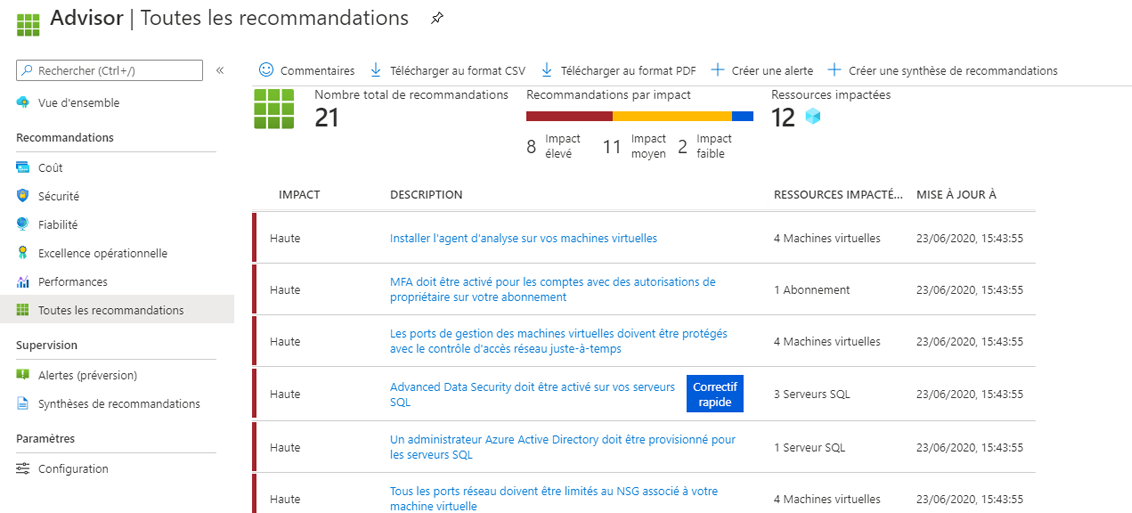 Advisor | Toutes les recommandations
Rechercher (Ctrl+/)
«
Vue d'ensemble
Recommandations
Coût
Sécurité
Fiabilité
Excellence opérationnelle
Performances
Toutes les recommandations
Supervision
Alertes (préversion)
Synthèses de recommandations
Paramètres
Configuration
Commentaires
Télécharger au format CSV
Télécharger au format PDF
Créer une alerte
Créer une synthèse de recommandations
Nombre total de recommandations
21
Recommandations par impact
8 Impact élevé
11 Impact moyen
2 Impact faible
Ressources impactées
12
IMPACT DESCRIPTION RESSOURCES IMPACTÉ... MISE À JOUR À
Haute
Installer l'agent d'analyse sur vos machines virtuelles
4 Machines virtuelles
23/06/2020, 15:43:55
Haute
MFA doit être activé pour les comptes avec des autorisations de
propriétaire sur votre abonnement
1 Abonnement
23/06/2020, 15:43:55
Haute
Les ports de gestion des machines virtuelles doivent être protégés
avec le contrôle d'accès réseau juste-à-temps
4 Machines virtuelles
23/06/2020, 15:43:55
Haute
Advanced Data Security doit être activé sur vos serveurs
SQL
Correctif
rapide
3 Serveurs SQL
23/06/2020, 15:43:55
Haute
Un administrateur Azure Active Directory doit être provisionné pour
les serveurs SQL
1 Serveur SQL
23/06/2020, 15:43:55
Haute
Tous les ports réseau doivent être limités au NSG associé à votre
machine virtuelle
4 Machines virtuelles
23/06/2020, 15:43:55